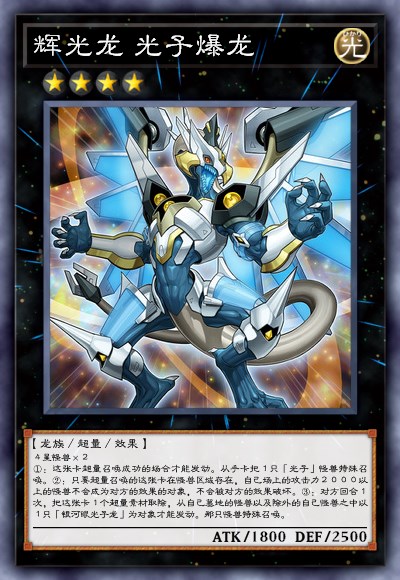 辉光龙 光子爆龙
光
【龙族／超量／效果】
４星怪兽×２
①：这张卡超量召唤成功的场合才能发动。从手卡把１只「光子」怪兽特殊召
唤。②：只要超量召唤的这张卡在怪兽区域存在，自己场上的攻击力２０００以
上的怪兽不会成为对方的效果的对象，不会被对方的效果破坏。③：对方回合１
次，把这张卡１个超量素材取除，从自己墓地的怪兽以及除外的自己怪兽之中以
１只「银河眼光子龙」为对象才能发动。那只怪兽特殊召唤。
ATK/1800 DEF/2500